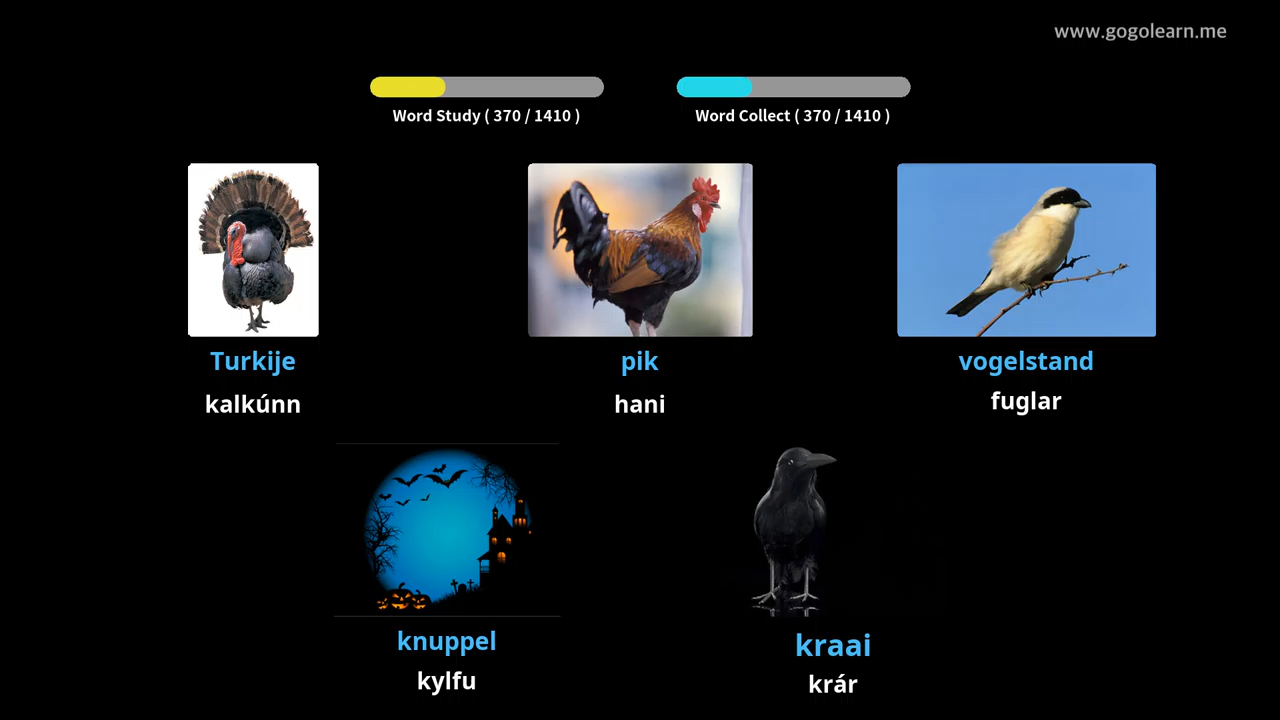 www.gogolearn.me
Word Study ( 370 / 1410 )
Word Collect ( 370 / 1410 )
Turkije
pik
vogelstand
kalkúnn
hani
fuglar
knuppel
kraai
kylfu
krár